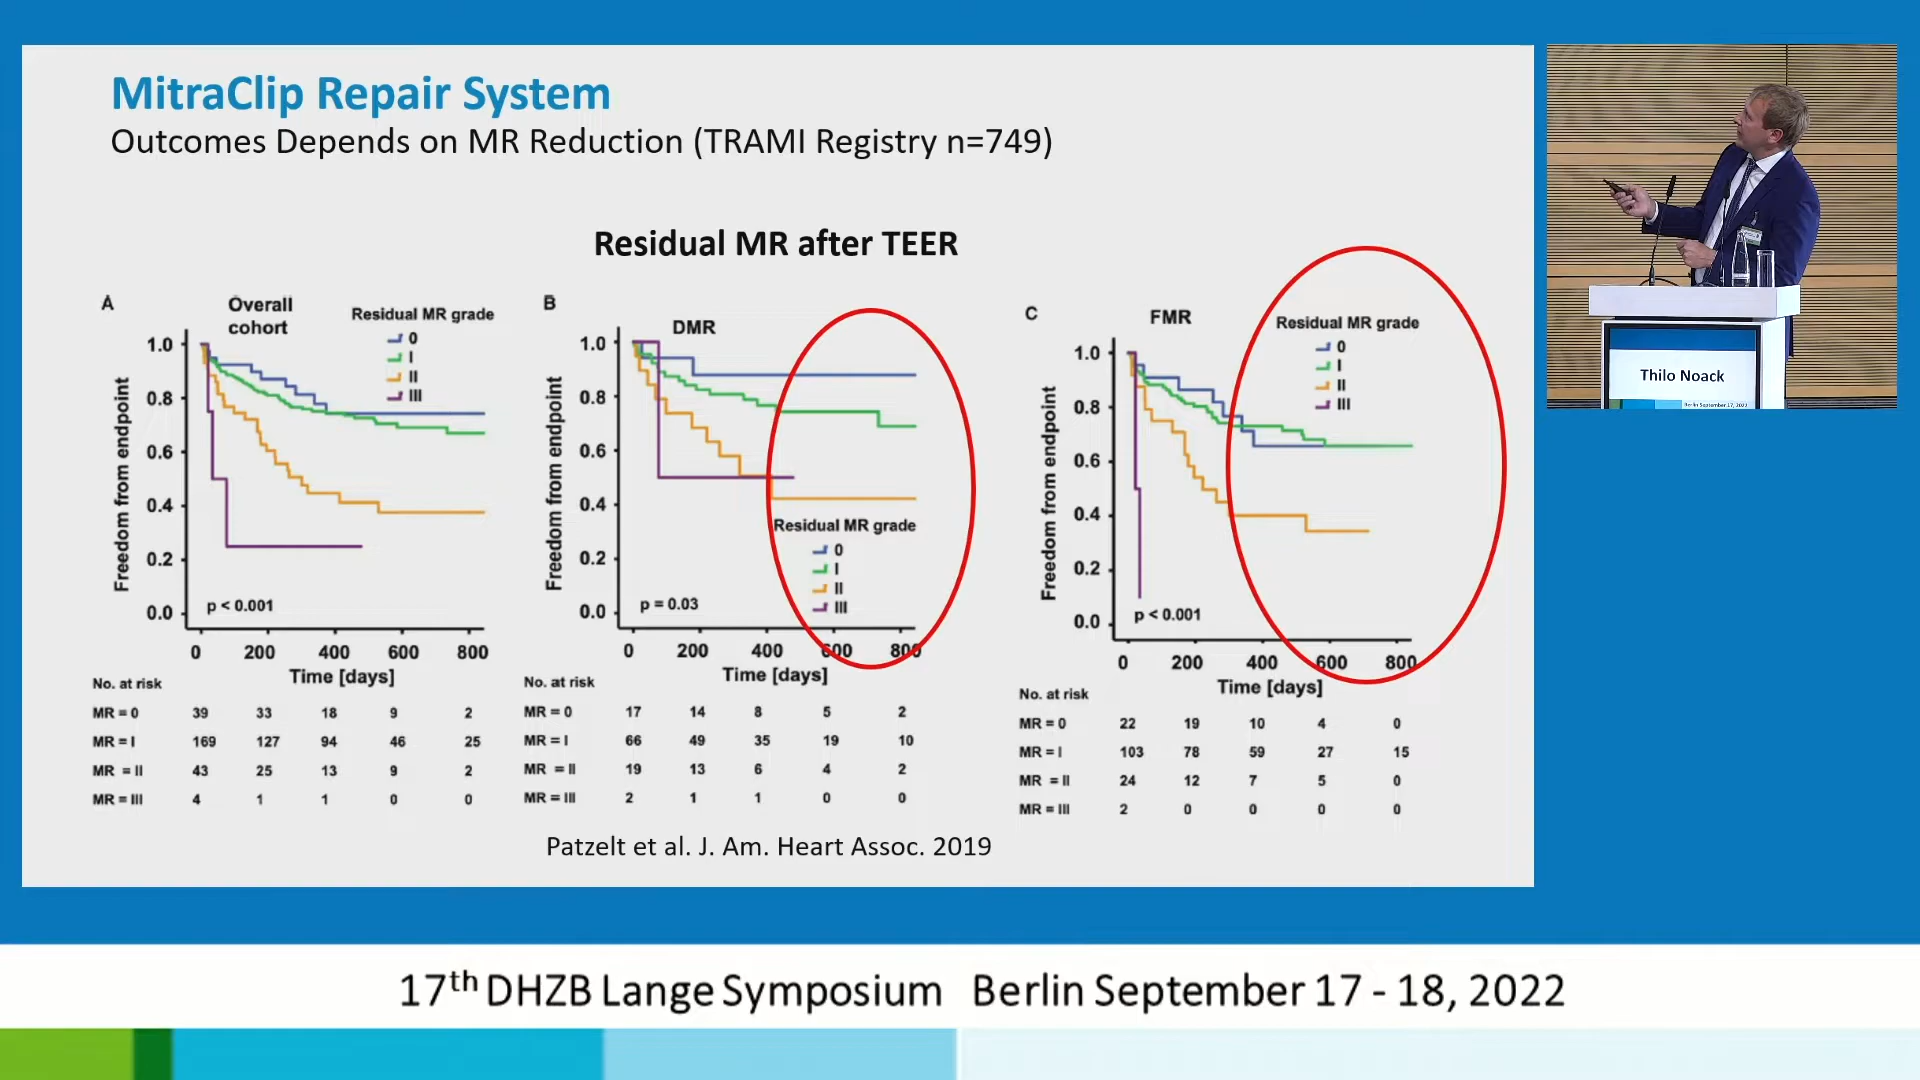 MitraClip Repair System
Outcomes Depends on MR Reduction (TRAMI Registry n=749)
Residual MR after TEER
A
Overall
cohort
Residual MR grade
0
I
II
III
Freedom from endpoint
1.0
0.8
0.6
0.4
0.2
0.0
p < 0.001
0 200 400 600 800
Time [days]
No. at risk
MR = 0 39 33 18 9 2
MR = I 169 127 94 46 25
MR = II 43 25 13 9 2
MR = III 4 1 1 0 0
B
DMR
Freedom from endpoint
1.0
0.8
0.6
0.4
0.2
0.0
Residual MR grade
0
I
II
III
p = 0.03
0 200 400 600 800
Time [days]
No. at risk
MR = 0 17 14 8 5 2
MR = I 66 49 35 19 10
MR = II 19 13 6 4 2
MR = III 2 1 1 0 0
C
FMR
Residual MR grade
0
I
II
III
Freedom from endpoint
1.0
0.8
0.6
0.4
0.2
0.0
p < 0.001
0 200 400 600 800
Time [days]
No. at risk
MR = 0 22 19 10 4 0
MR = I 103 78 59 27 15
MR = II 24 12 7 5 0
MR = III 2 0 0 0 0
Patzelt et al. J. Am. Heart Assoc. 2019
Thilo Noack
Berlin September 17, 2022
17th DHZB Lange Symposium Berlin September 17 - 18, 2022